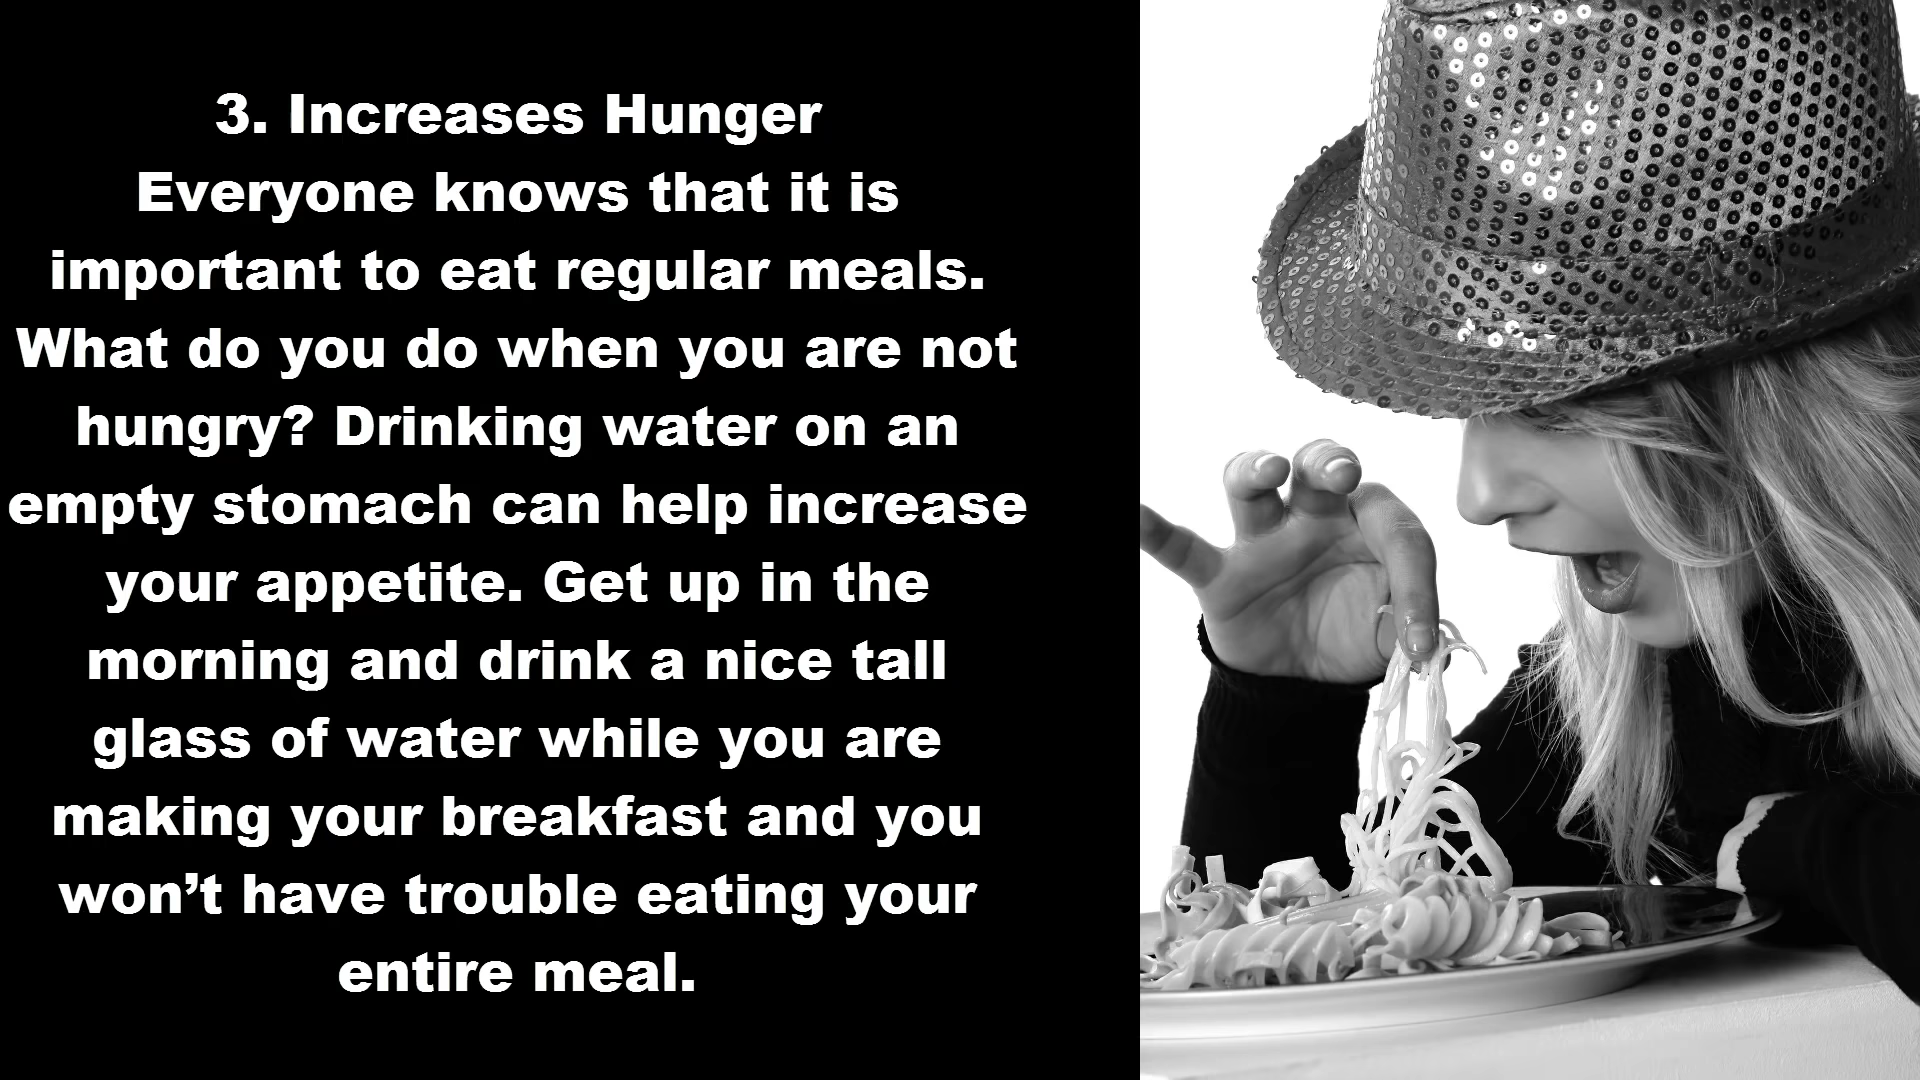 3. Increases Hunger
Everyone knows that it is
important to eat regular meals.
What do you do when you are not
hungry? Drinking water on an
empty stomach can help increase
your appetite. Get up in the
morning and drink a nice tall
glass of water while you are
making your breakfast and you
won’t have trouble eating your
entire meal.